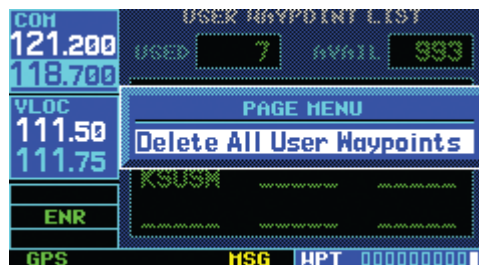 COM
121.200
118.700
VLOC
111.50
111.75
ENR
GPS
USER WAYPOINT LIST
USED 7 AVAIL 993
PAGE MENU
Delete All User Waypoints
KSUSM
MSG WPT